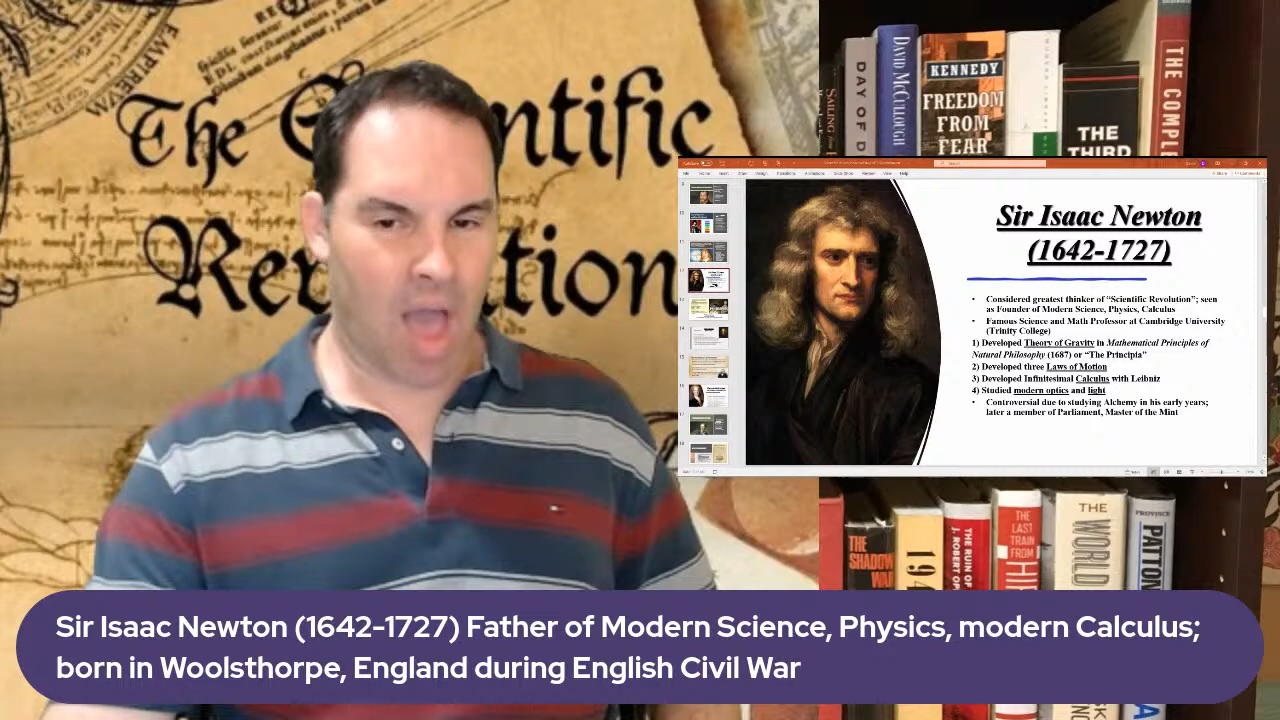 EMPIREVM
The ntific
Rev tion
DAY OF D
DAVID McCULLOUGH
KENNEDY
FREEDOM
FROM
FEAR
THE
THIRD
THE COMPLE
Sir Isaac Newton
(1642-1727)
• Considered greatest thinker of “Scientific Revolution”; seen
as Founder of Modern Science, Physics, Calculus
• Famous Science and Math Professor at Cambridge University
(Trinity College)
1) Developed Theory of Gravity in Mathematical Principles of
Natural Philosophy (1687) or “The Principia”
2) Developed three Laws of Motion
3) Developed Infinitesimal Calculus with Leibniz
4) Studied modern optics and light
• Controversial due to studying Alchemy in his early years;
later a member of Parliament, Master of the Mint
THE
SHADOW
WAR
194
THE RUIN OF
J. ROBERT OP
THE
LAST
TRAIN
FROM
HI
THE
WORLD
PROVINCE
PATTON
Sir Isaac Newton (1642-1727) Father of Modern Science, Physics, modern Calculus;
born in Woolsthorpe, England during English Civil War